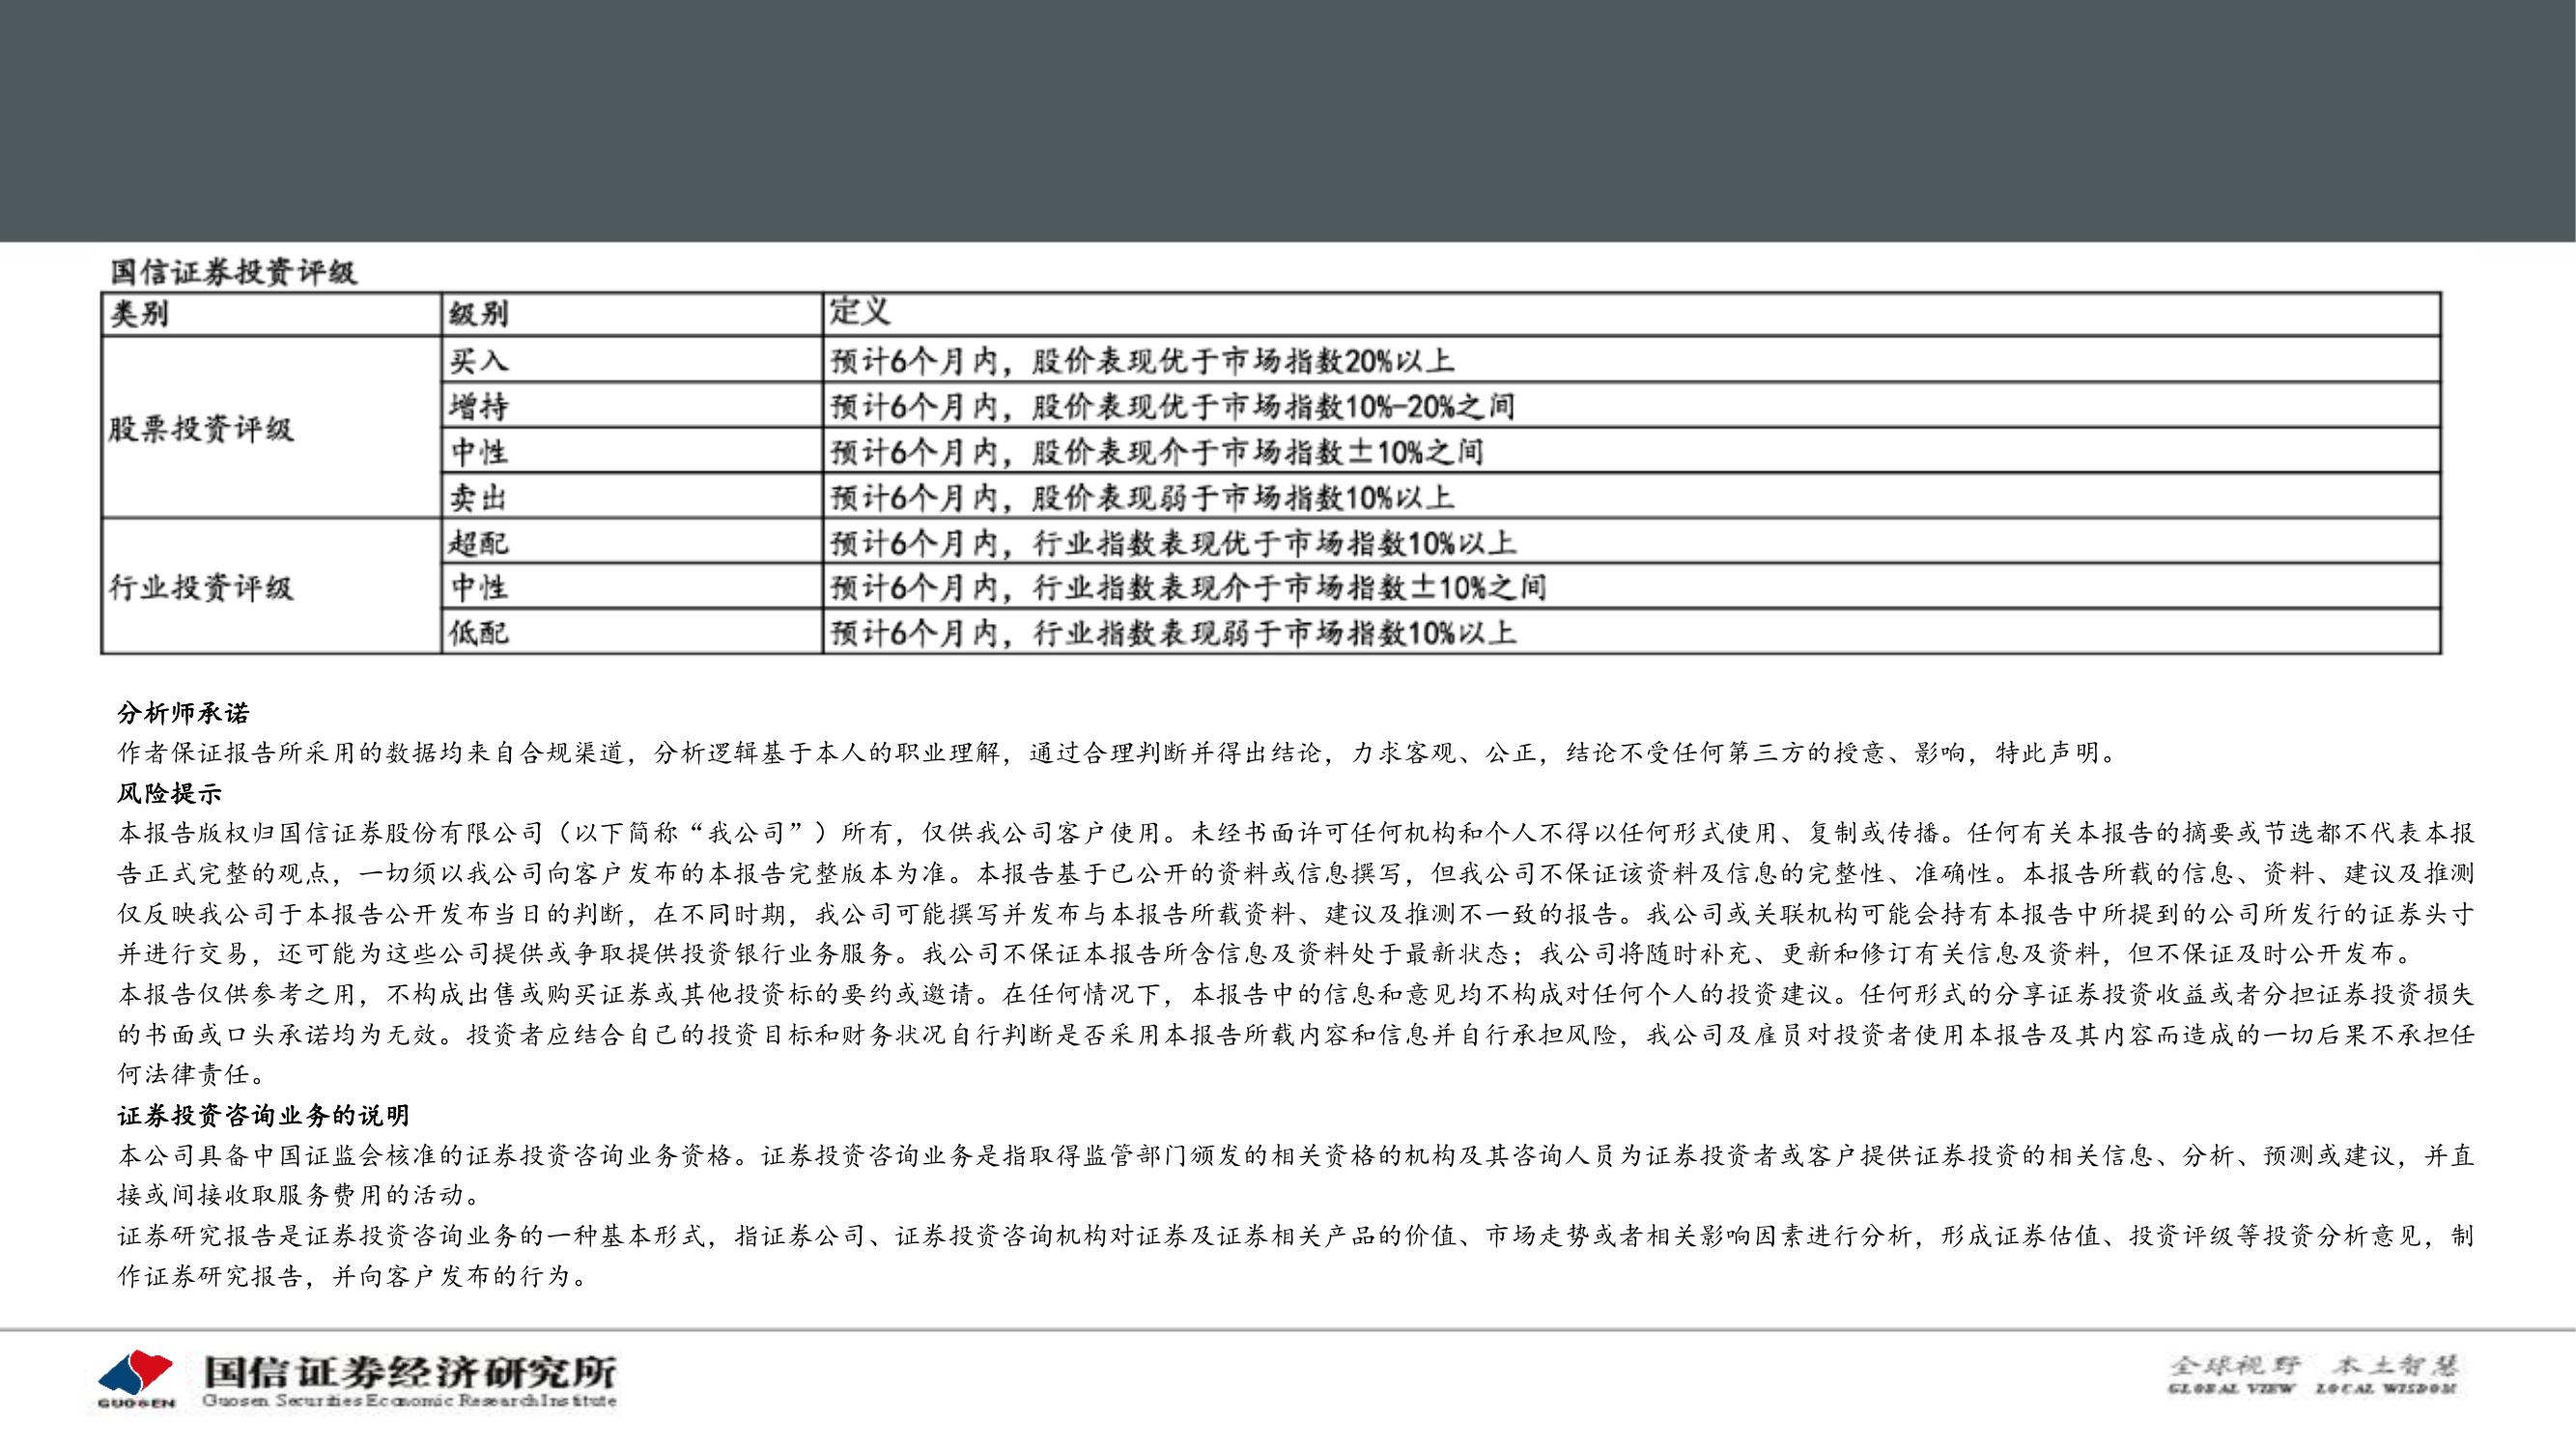 国信证券投资评级
类别 级别 定义
股票投资评级
买入 预计6个月内，股价表现优于市场指数20%以上
增持 预计6个月内，股价表现优于市场指数10%-20%之间
中性 预计6个月内，股价表现介于市场指数±10%之间
卖出 预计6个月内，股价表现弱于市场指数10%以上
行业投资评级
超配 预计6个月内，行业指数表现优于市场指数10%以上
中性 预计6个月内，行业指数表现介于市场指数±10%之间
低配 预计6个月内，行业指数表现弱于市场指数10%以上
分析师承诺
作者保证报告所采用的数据均来自合规渠道，分析逻辑基于本人的职业理解，通过合理判断并得出结论，力求客观、公正，结论不受任何第三方的授意、影响，特此声明。
风险提示
本报告版权归国信证券股份有限公司（以下简称“我公司”）所有，仅供我公司客户使用。未经书面许可任何机构和个人不得以任何形式使用、复制或传播。任何有关本报告的摘要或节选都不代表本报
告正式完整的观点，一切须以我公司向客户发布的本报告完整版本为准。本报告基于已公开的资料或信息撰写，但我公司不保证该资料及信息的完整性、准确性。本报告所载的信息、资料、建议及推测
仅反映我公司于本报告公开发布当日的判断，在不同时期，我公司可能撰写并发布与本报告所载资料、建议及推测不一致的报告。我公司或关联机构可能会持有本报告中所提到的公司所发行的证券头寸
并进行交易，还可能为这些公司提供或争取提供投资银行业务服务。我公司不保证本报告所含信息及资料处于最新状态；我公司将随时补充、更新和修订有关信息及资料，但不保证及时公开发布。
本报告仅供参考之用，不构成出售或购买证券或其他投资标的要约或邀请。在任何情况下，本报告中的信息和意见均不构成对任何个人的投资建议。任何形式的分享证券投资收益或者分担证券投资损失
的书面或口头承诺均为无效。投资者应结合自己的投资目标和财务状况自行判断是否采用本报告所载内容和信息并自行承担风险，我公司及雇员对投资者使用本报告及其内容而造成的一切后果不承担任
何法律责任。
证券投资咨询业务的说明
本公司具备中国证监会核准的证券投资咨询业务资格。证券投资咨询业务是指取得监管部门颁发的相关资格的机构及其咨询人员为证券投资者或客户提供证券投资的相关信息、分析、预测或建议，并直
接或间接收取服务费用的活动。
证券研究报告是证券投资咨询业务的一种基本形式，指证券公司、证券投资咨询机构对证券及证券相关产品的价值、市场走势或者相关影响因素进行分析，形成证券估值、投资评级等投资分析意见，制
作证券研究报告，并向客户发布的行为。
GUOSEN
国信证券经济研究所
Guosen Securities Economic Research Institute
全球视野 本土智慧
GLOBAL VIEW LOCAL WISDOM